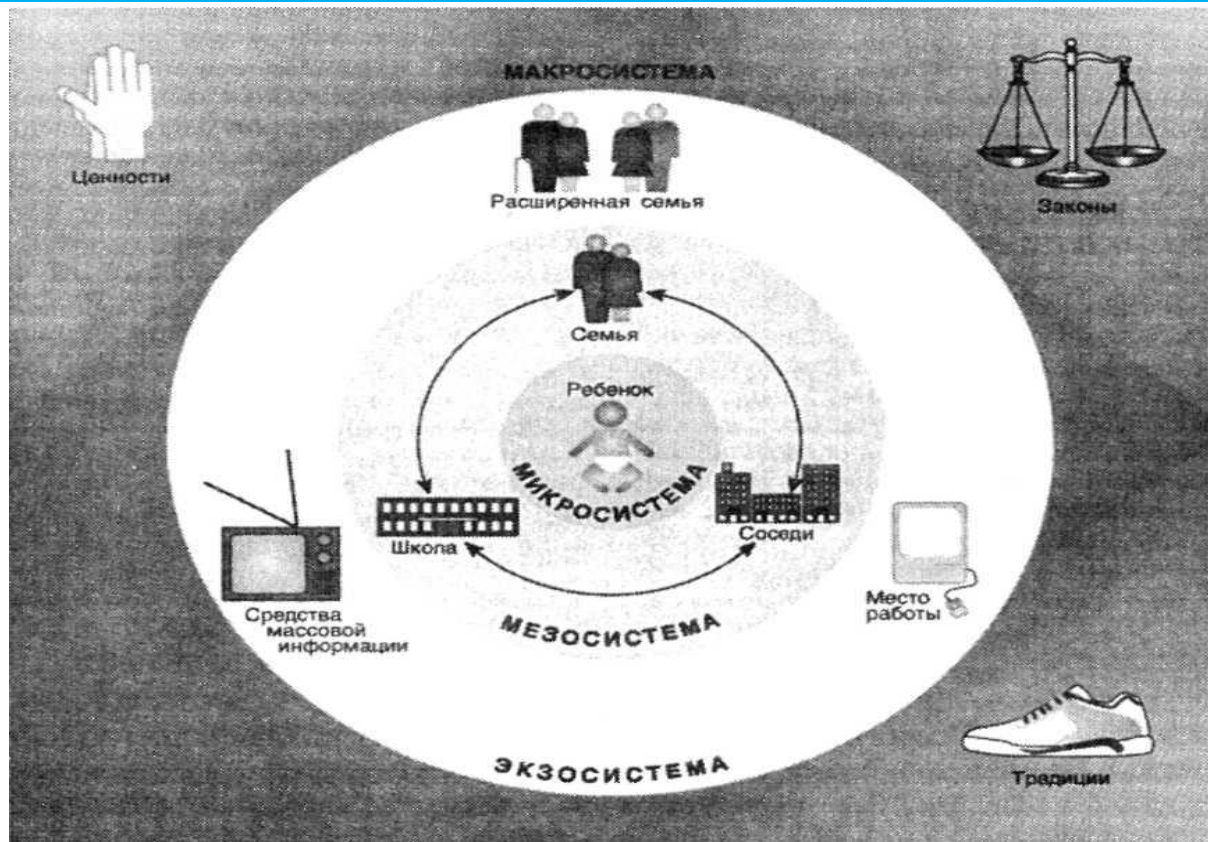 МАКРОСИСТЕМА
Ценности
Законы
Расширенная семья
Семья
Ребенок
МИКРОСИСТЕМА
Школа
Соседи
Средства
массовой
информации
Место
работы
МЕЗОСИСТЕМА
ЭКЗОСИСТЕМА
Традиции